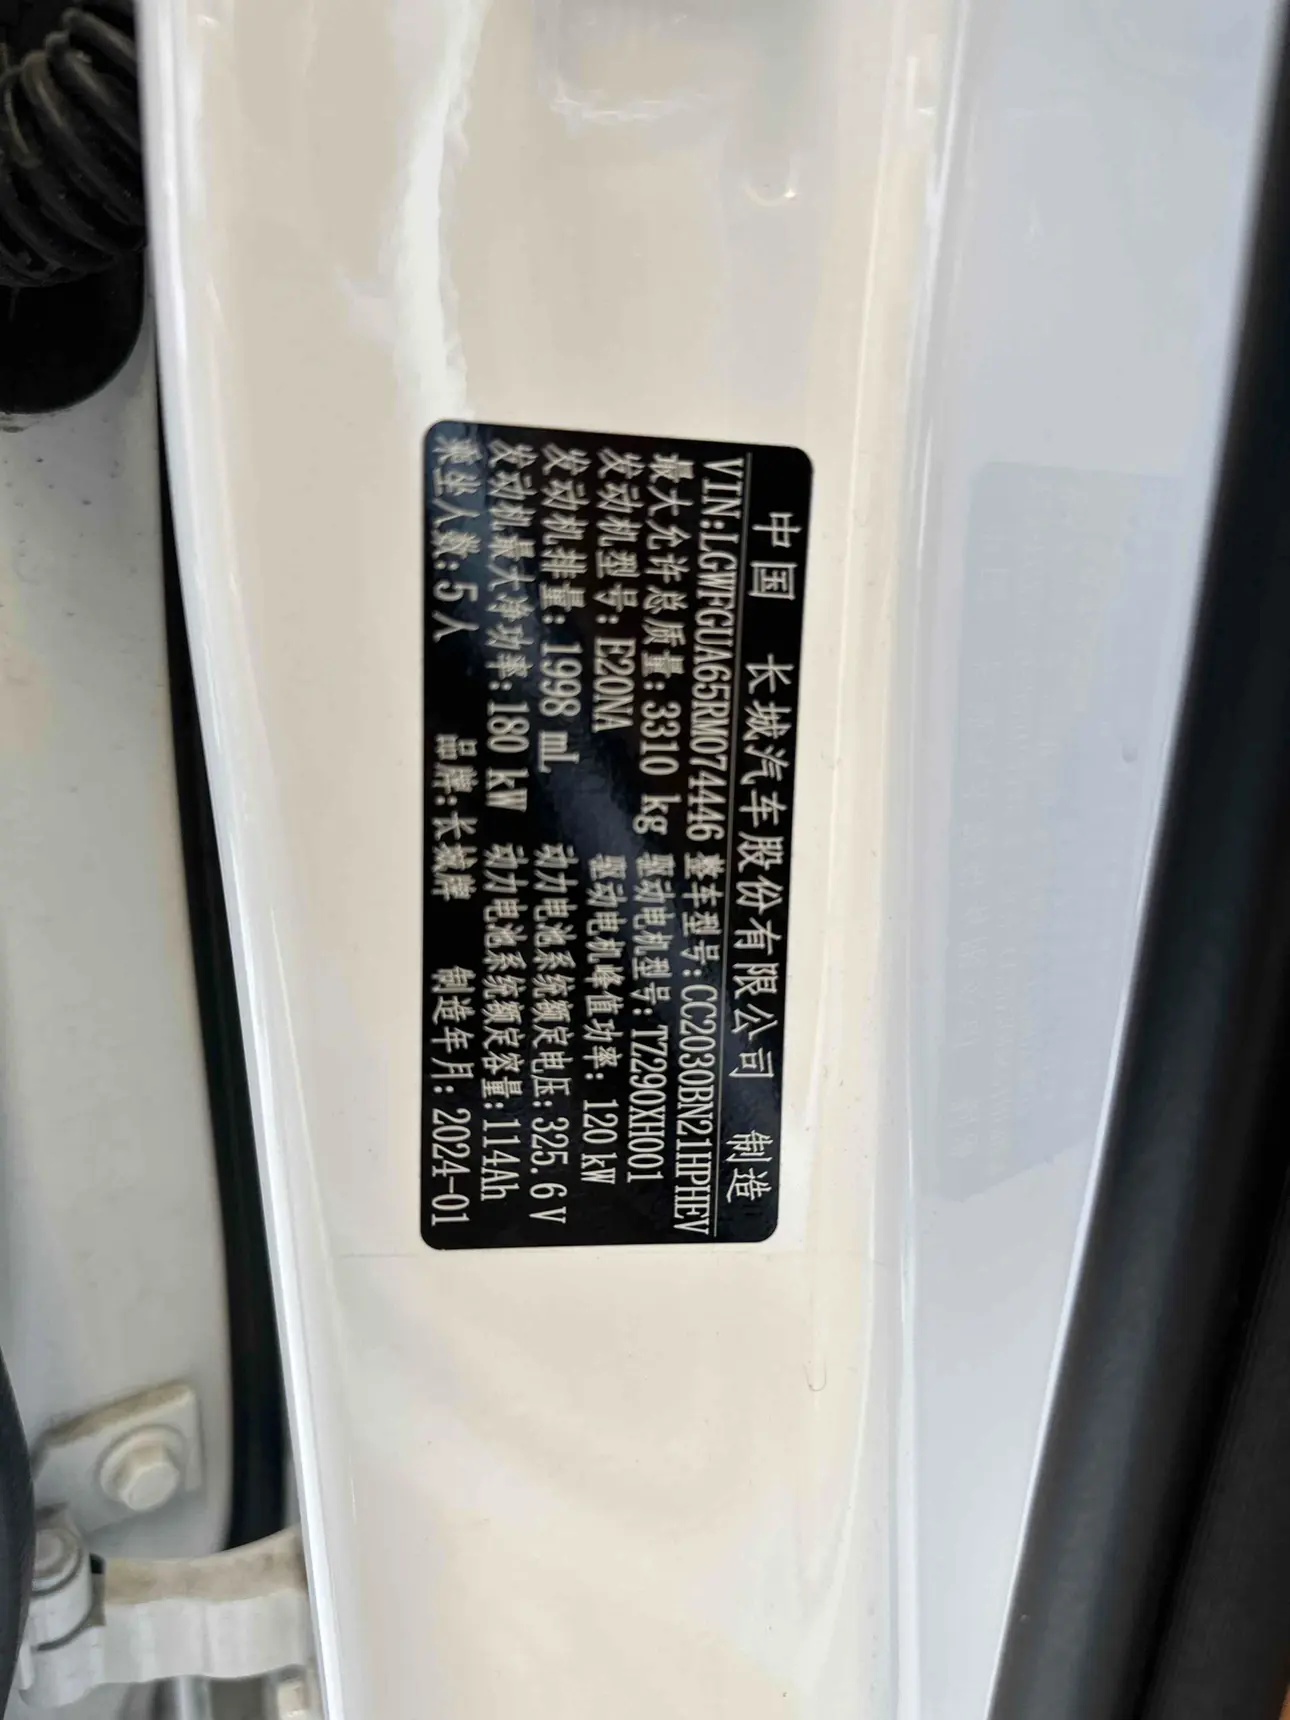 中国 长城汽车股份有限公司 制造
VIN:LGWFGUA65RM074446 整车型号:CC2030BN21HPHEV
最大允许总质量:3310 kg 驱动电机型号:TZ290XH001
发动机型号:E20NA 驱动电机峰值功率:120kW
发动机排量:1998 mL 动力电池系统额定电压:325.6V
发动机最大净功率:180 kW 动力电池系统额定容量:114Ah
乘坐人数:5人 品牌:长城牌 制造年月:2024-01